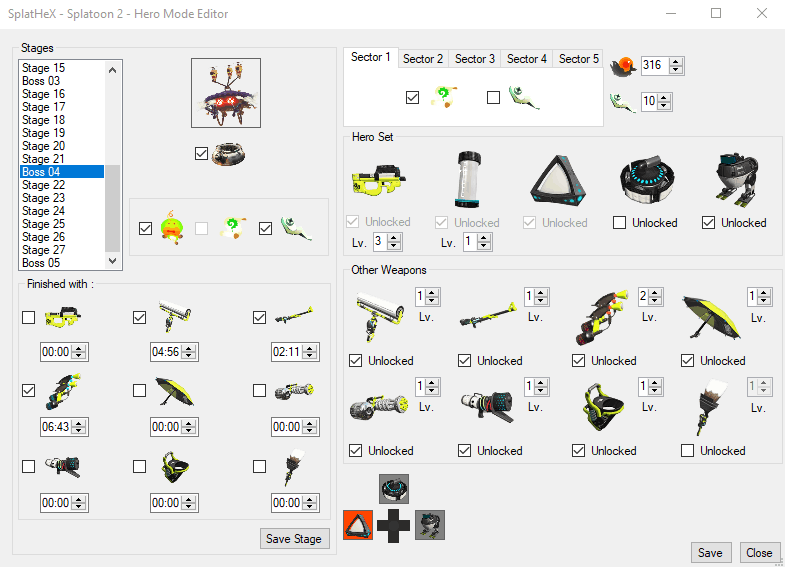 SplatHeX - Splatoon 2 - Hero Mode Editor
Stages
Stage 15
Boss 03
Stage 16
Stage 17
Stage 18
Stage 19
Stage 20
Stage 21
Boss 04
Stage 22
Stage 23
Stage 24
Stage 25
Stage 26
Stage 27
Boss 05
Finished with :
00:00 04:56 02:11
06:43 00:00 00:00
00:00 00:00 00:00
Save Stage
Sector 1 Sector 2 Sector 3 Sector 4 Sector 5
316
10
Hero Set
Unlocked Unlocked Unlocked Unlocked Unlocked
Lv. 3 Lv. 1
Other Weapons
1 1 2 1
Lv. Lv. Lv. Lv.
Unlocked Unlocked Unlocked Unlocked
1 1 1 1
Lv. Lv. Lv. Lv.
Unlocked Unlocked Unlocked Unlocked
Save Close